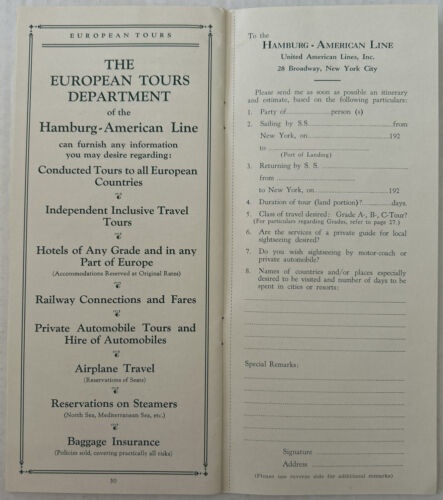 EUROPEAN TOURS
THE
EUROPEAN TOURS
DEPARTMENT
of the
Hamburg-American Line
can furnish any information
you may desire regarding:
Conducted Tours to all European
Countries
Independent Inclusive Travel
Tours
Hotels of Any Grade and in any
Part of Europe
(Accommodations Reserved at Original Rates)
Railway Connections and Fares
Private Automobile Tours and
Hire of Automobiles
Airplane Travel
(Reservations of Seats)
Reservations on Steamers
(North Sea, Mediterranean Sea, etc.)
Baggage Insurance
(Policies sold, covering practically all risks)
30
To the
HAMBURG - AMERICAN LINE
United American Lines, Inc.
28 Broadway, New York City
Please send me as soon as possible an itinerary
and estimate, based on the following particulars:
1. Party of person (s)
2. Sailing by S.S. from
New York, on 192
to
(Port of Landing)
3. Returning by S. S.
from
to New York, on 192
4. Duration of tour (land portion)? days.
5. Class of travel desired: Grade A-, B-, C-Tour?
(For particulars regarding Grades, refer to page 27.)
6. Are the services of a private guide for local
sightseeing desired?
7. Do you wish sightseeing by motor-coach or
private automobile?
8. Names of countries and/or places especially
desired to be visited and number of days to be
spent in cities or resorts:
Special Remarks:
Signature
Address
(Please use reverse side for additional remarks)